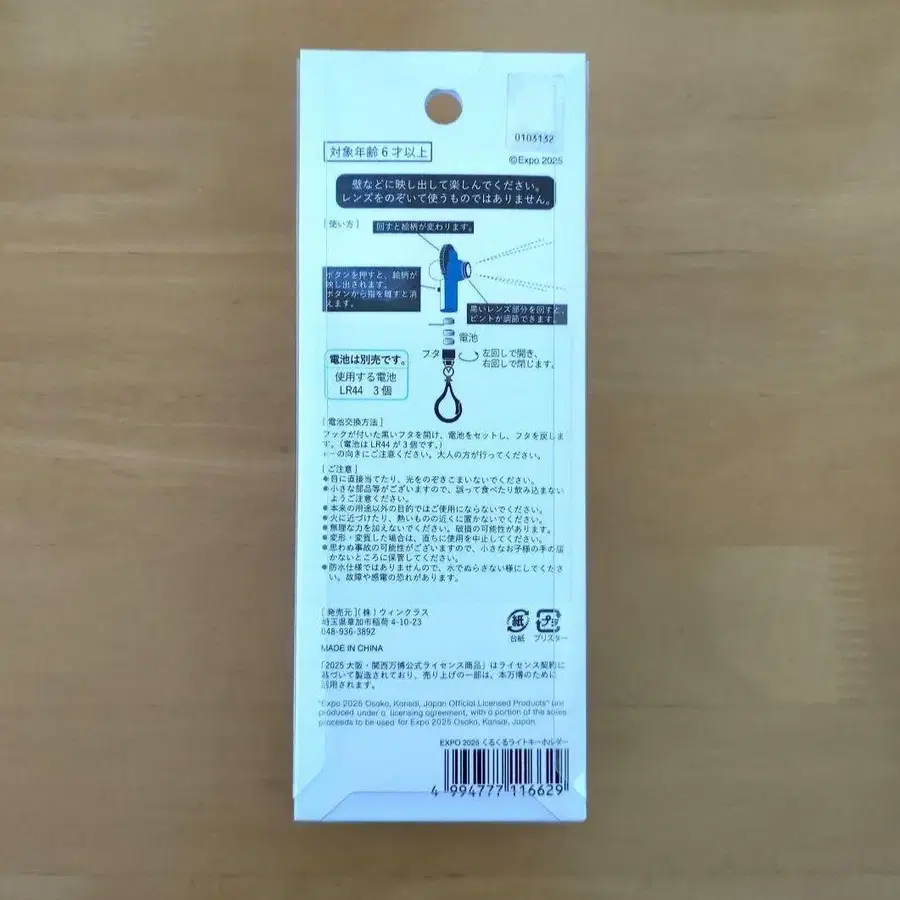 0103132
©Expo 2025
対象年齢6才以上
壁などに映し出して楽しんでください。
レンズをのぞいて使うものではありません。
[使い方]
回すと絵柄が変わります。
ボタンを押すと、絵柄が
映し出されます。
ボタンから指を離すと消
えます。
黒いレンズ部分を回すと、
ピントが調節できます。
電池
フタ
左回しで開き、
右回しで閉じます。
電池は別売です。
使用する電池
LR44 3個
[電池交換方法]
フックが付いた黒いフタを開け、電池をセットし、フタを戻しま
す。(電池はLR44が3個です。)
+-の向きにご注意ください。大人の方が行ってください。
[ご注意]
●目に直接当てたり、光をのぞきこまないでください。
●小さな部品等がございますので、誤って食べたり飲み込まない
ようご注意ください。
●本来の用途以外の目的ではご使用にならないでください。
●火に近づけたり、熱いものの近くに置かないでください。
●無理な力を加えないでください。破損の可能性があります。
●変形・変質した場合は、直ちに使用を中止してください。
●思わぬ事故の可能性がございますので、小さなお子様の手の届
かないところに保管してください。
●防水仕様ではありませんので、水でぬらさない様にしてくださ
い。故障や感電の恐れがあります。
[発売元](株)ウィンクラス
埼玉県草加市稲荷4-10-23
048-936-3892
紙
台紙
プラ
ブリスター
MADE IN CHINA
「2025大阪・関西万博公式ライセンス商品」はライセンス契約に
基づいて製造されており、売り上げの一部は、本万博のために
活用されます。
"Expo 2025 Osaka, Kansai, Japan Official Licensed Products" are
produced under a licensing agreement, with a portion of the sales
proceeds to be used for Expo 2025 Osaka, Kansai, Japan.
EXPO 2025 くるくるライトキーホルダー
4 994777 116629